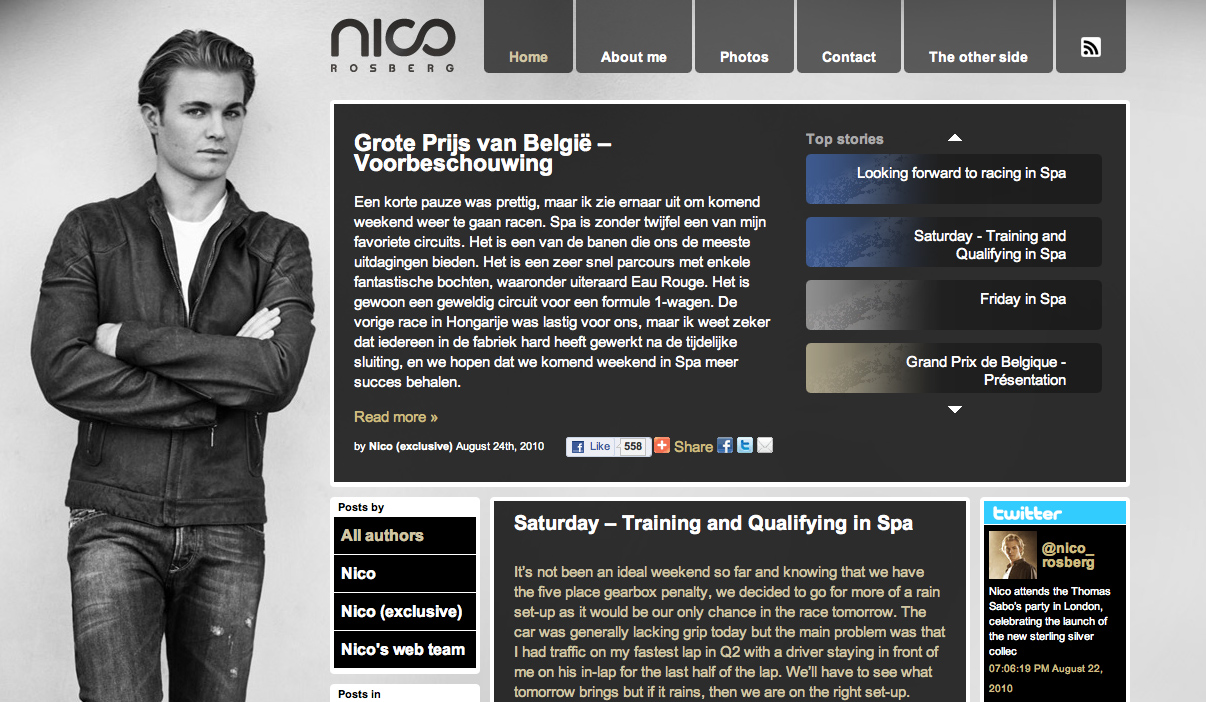 nico
ROSBERG
Home
About me
Photos
Contact
The other side
Grote Prijs van België –
Voorbeschouwing
Een korte pauze was prettig, maar ik zie ernaar uit om komend
weekend weer te gaan racen. Spa is zonder twijfel een van mijn
favoriete circuits. Het is een van de banen die ons de meeste
uitdagingen bieden. Het is een zeer snel parcours met enkele
fantastische bochten, waaronder uiteraard Eau Rouge. Het is
gewoon een geweldig circuit voor een formule 1-wagen. De
vorige race in Hongarije was lastig voor ons, maar ik weet zeker
dat iedereen in de fabriek hard heeft gewerkt na de tijdelijke
sluiting, en we hopen dat we komend weekend in Spa meer
succes behalen.
Read more »
by Nico (exclusive) August 24th, 2010
Like
558
Share
Top stories
Looking forward to racing in Spa
Saturday - Training and
Qualifying in Spa
Friday in Spa
Grand Prix de Belgique -
Présentation
Posts by
All authors
Nico
Nico (exclusive)
Nico's web team
Posts in
Saturday – Training and Qualifying in Spa
It's not been an ideal weekend so far and knowing that we have
the five place gearbox penalty, we decided to go for more of a rain
set-up as it would be our only chance in the race tomorrow. The
car was generally lacking grip today but the main problem was that
I had traffic on my fastest lap in Q2 with a driver staying in front of
me on his in-lap for the last half of the lap. We'll have to see what
tomorrow brings but if it rains, then we are on the right set-up.
twitter
@nico_
rosberg
Nico attends the Thomas
Sabo's party in London,
celebrating the launch of
the new sterling silver
collec
07:06:19 PM August 22,
2010